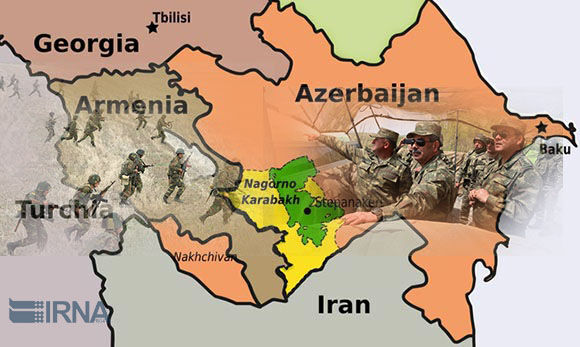 Tbilisi
Georgia
Armenia
Azerbaijan
Baku
Nagorno
Karabakh
Stepanakert
Turchia
Nakhchivan
Iran
IRNA